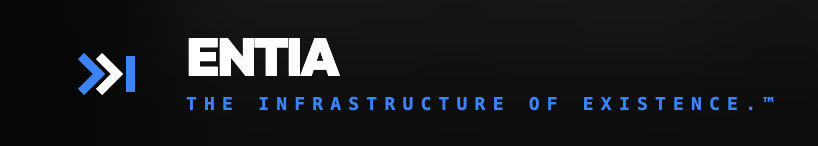 ENTIA
THE INFRASTRUCTURE OF EXISTENCE.™